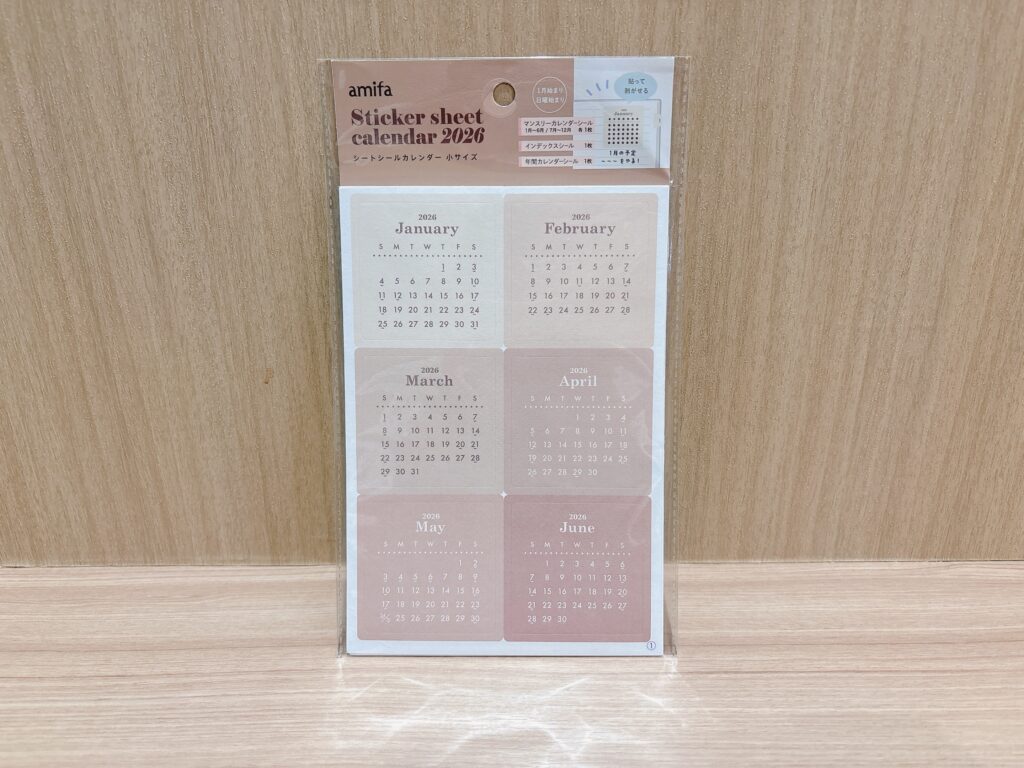 amifa
Sticker sheet
calendar 2026
シートシールカレンダー 小サイズ
1月始まり
日曜始まり
貼って
剥がせる
マンスリーカレンダーシール
1月〜6月 / 7月〜12月 各1枚
インデックスシール 1枚
年間カレンダーシール 1枚
January
1月の予定
〜〜〜をやる!
2026
January
S M T W T F S
1 2 3
4 5 6 7 8 9 10
11 12 13 14 15 16 17
18 19 20 21 22 23 24
25 26 27 28 29 30 31
2026
February
S M T W T F S
1 2 3 4 5 6 7
8 9 10 11 12 13 14
15 16 17 18 19 20 21
22 23 24 25 26 27 28
2026
March
S M T W T F S
1 2 3 4 5 6 7
8 9 10 11 12 13 14
15 16 17 18 19 20 21
22 23 24 25 26 27 28
29 30 31
2026
April
S M T W T F S
1 2 3 4
5 6 7 8 9 10 11
12 13 14 15 16 17 18
19 20 21 22 23 24 25
26 27 28 29 30
2026
May
S M T W T F S
1 2
3 4 5 6 7 8 9
10 11 12 13 14 15 16
17 18 19 20 21 22 23
24/31 25 26 27 28 29 30
2026
June
S M T W T F S
1 2 3 4 5 6
7 8 9 10 11 12 13
14 15 16 17 18 19 20
21 22 23 24 25 26 27
28 29 30
①